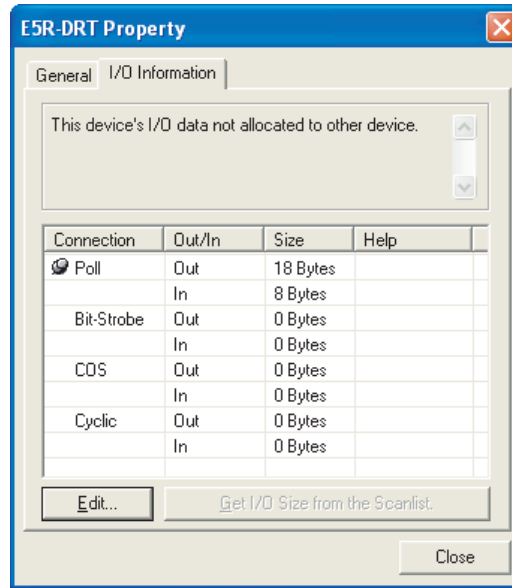 E5R-DRT Property
General I/O Information
This device's I/O data not allocated to other device.
Connection Out/In Size Help
Poll Out 18 Bytes
In 8 Bytes
Bit-Strobe Out 0 Bytes
In 0 Bytes
COS Out 0 Bytes
In 0 Bytes
Cyclic Out 0 Bytes
In 0 Bytes
Edit... Get I/O Size from the Scanlist.
Close